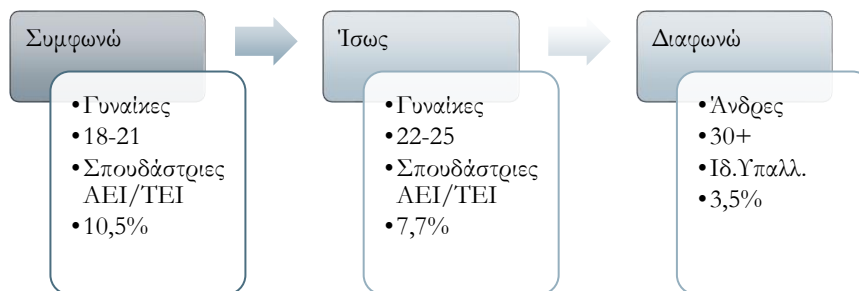 Συμφωνώ
•Γυναίκες
•18-21
•Σπουδάστριες
ΑΕΙ/ΤΕΙ
•10,5%
Ίσως
•Γυναίκες
•22-25
•Σπουδάστριες
ΑΕΙ/ΤΕΙ
•7,7%
Διαφωνώ
•Άνδρες
•30+
•Ιδ.Υπαλλ.
•3,5%